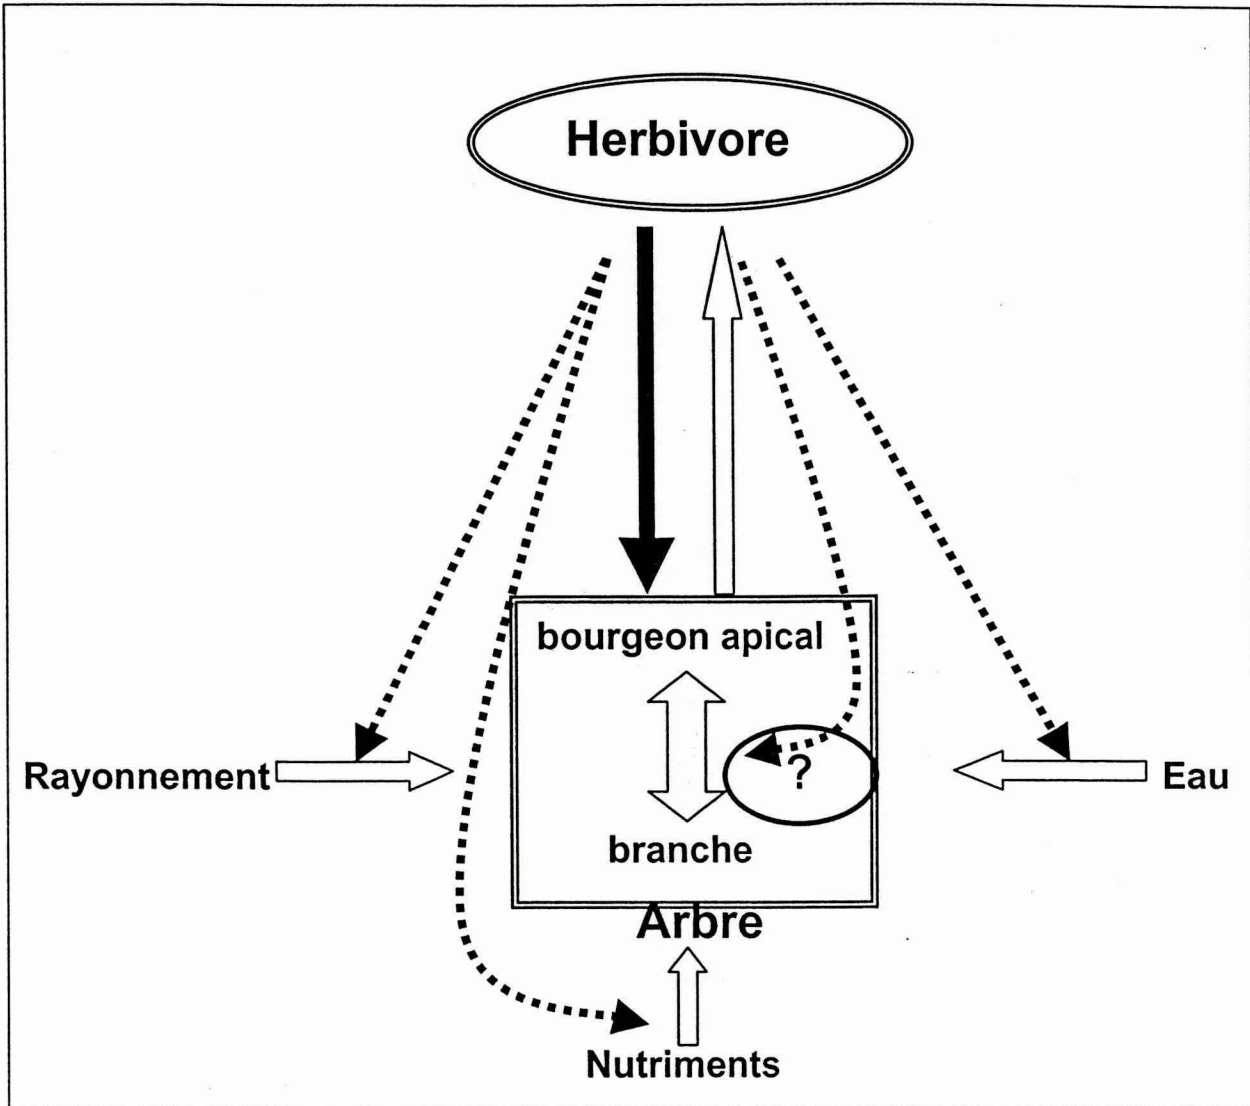 Herbivore
bourgeon apical
Rayonnement
?
Eau
branche
Arbre
Nutriments